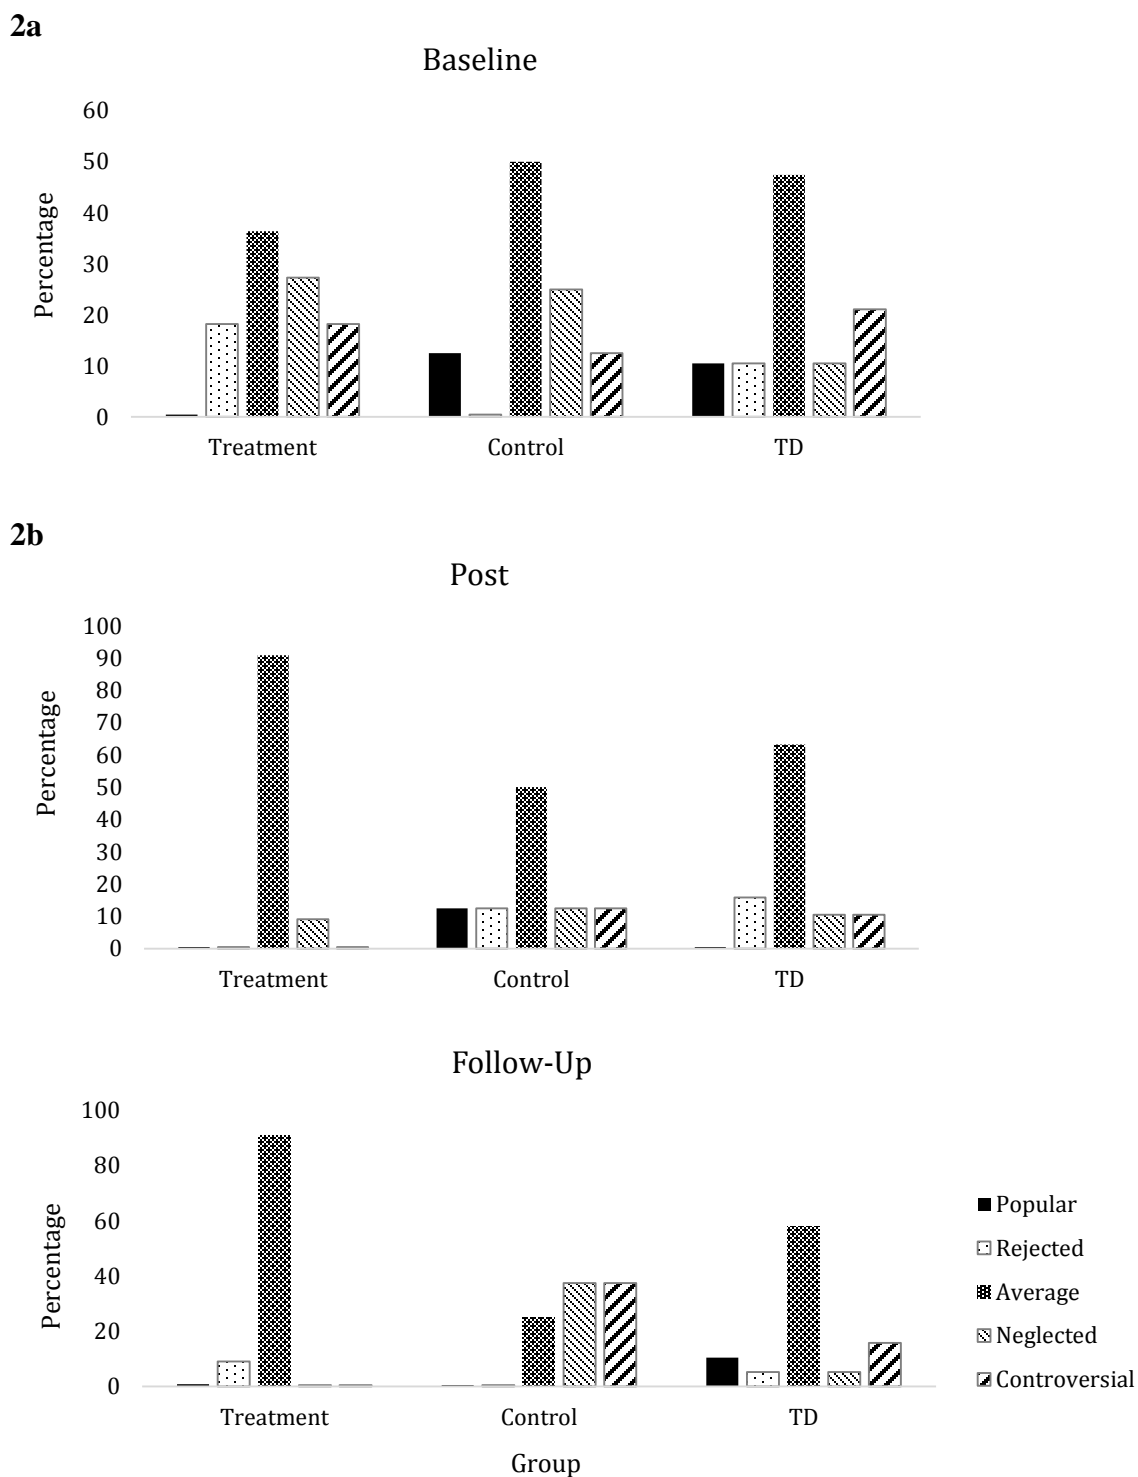 2a
Baseline
60
50
40
30
20
10
0
Percentage
Treatment Control TD
2b
Post
100
90
80
70
60
50
40
30
20
10
0
Percentage
Treatment Control TD
Follow-Up
100
80
60
40
20
0
Percentage
Treatment Control TD
Group
Popular
Rejected
Average
Neglected
Controversial